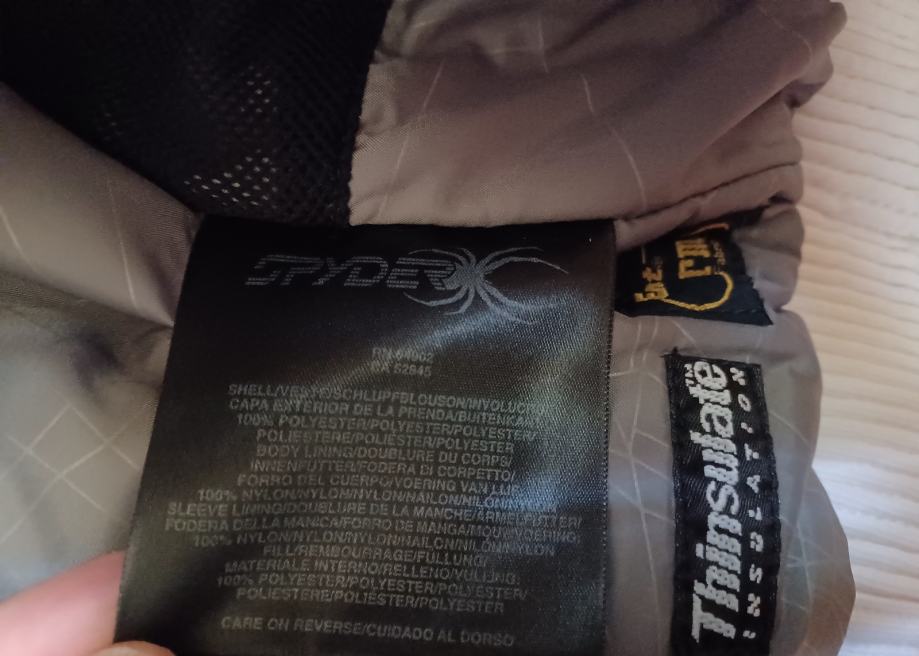 SPYDER
RN 64002
CA 52945
SHELL/VESTE/SCHLUPFBLOUSON/INVOLUCRO/
CAPA EXTERIOR DE LA PRENDA/BUITENKANT
100% POLYESTER/POLYESTER/POLYESTER/
POLIESTERE/POLIÉSTER/POLYESTER
BODY LINING/DOUBLURE DU CORPS/
INNENFUTTER/FODERA DI CORPETTO/
FORRO DEL CUERPO/VOERING VAN LIJF
100% NYLON/NYLON/NYLON/NAILON/NILON/NYLON
SLEEVE LINING/DOUBLURE DE LA MANCHE/ÄRMELFUTTER/
FODERA DELLA MANICA/FORRO DE MANGA/MOUWVOERING:
100% NYLON/NYLON/NYLON/NAILON/NILON/NYLON
FILL/REMBOURRAGE/FÜLLUNG/
MATERIALE INTERNO/RELLENO/VULLING:
100% POLYESTER/POLYESTER/POLYESTER/
POLIESTERE/POLIÉSTER/POLYESTER
CARE ON REVERSE/CUIDADO AL DORSO
Thinsulate™
INSULATION